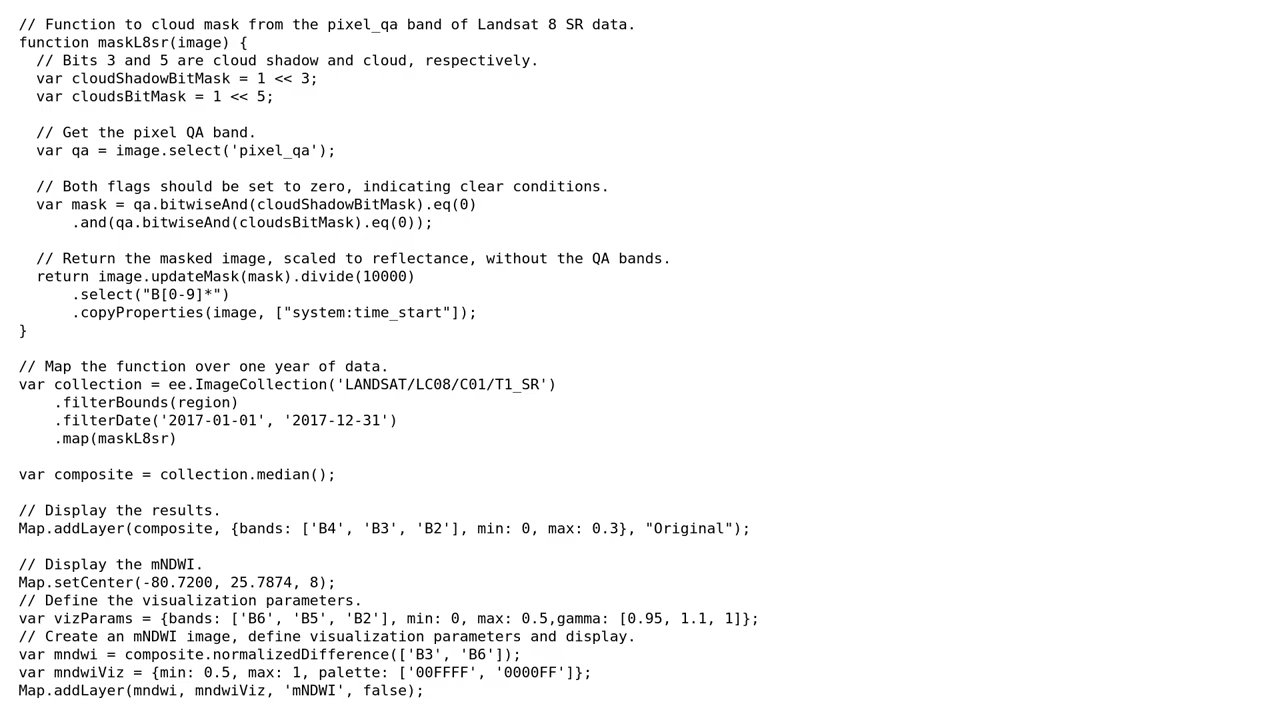 // Function to cloud mask from the pixel_qa band of Landsat 8 SR data.
function maskL8sr(image) {
  // Bits 3 and 5 are cloud shadow and cloud, respectively.
  var cloudShadowBitMask = 1 << 3;
  var cloudsBitMask = 1 << 5;

  // Get the pixel QA band.
  var qa = image.select('pixel_qa');

  // Both flags should be set to zero, indicating clear conditions.
  var mask = qa.bitwiseAnd(cloudShadowBitMask).eq(0)
      .and(qa.bitwiseAnd(cloudsBitMask).eq(0));

  // Return the masked image, scaled to reflectance, without the QA bands.
  return image.updateMask(mask).divide(10000)
      .select("B[0-9]*")
      .copyProperties(image, ["system:time_start"]);
}

// Map the function over one year of data.
var collection = ee.ImageCollection('LANDSAT/LC08/C01/T1_SR')
    .filterBounds(region)
    .filterDate('2017-01-01', '2017-12-31')
    .map(maskL8sr)

var composite = collection.median();

// Display the results.
Map.addLayer(composite, {bands: ['B4', 'B3', 'B2'], min: 0, max: 0.3}, "Original");

// Display the mNDWI.
Map.setCenter(-80.7200, 25.7874, 8);
// Define the visualization parameters.
var vizParams = {bands: ['B6', 'B5', 'B2'], min: 0, max: 0.5,gamma: [0.95, 1.1, 1]};
// Create an mNDWI image, define visualization parameters and display.
var mndwi = composite.normalizedDifference(['B3', 'B6']);
var mndwiViz = {min: 0.5, max: 1, palette: ['00FFFF', '0000FF']};
Map.addLayer(mndwi, mndwiViz, 'mNDWI', false);